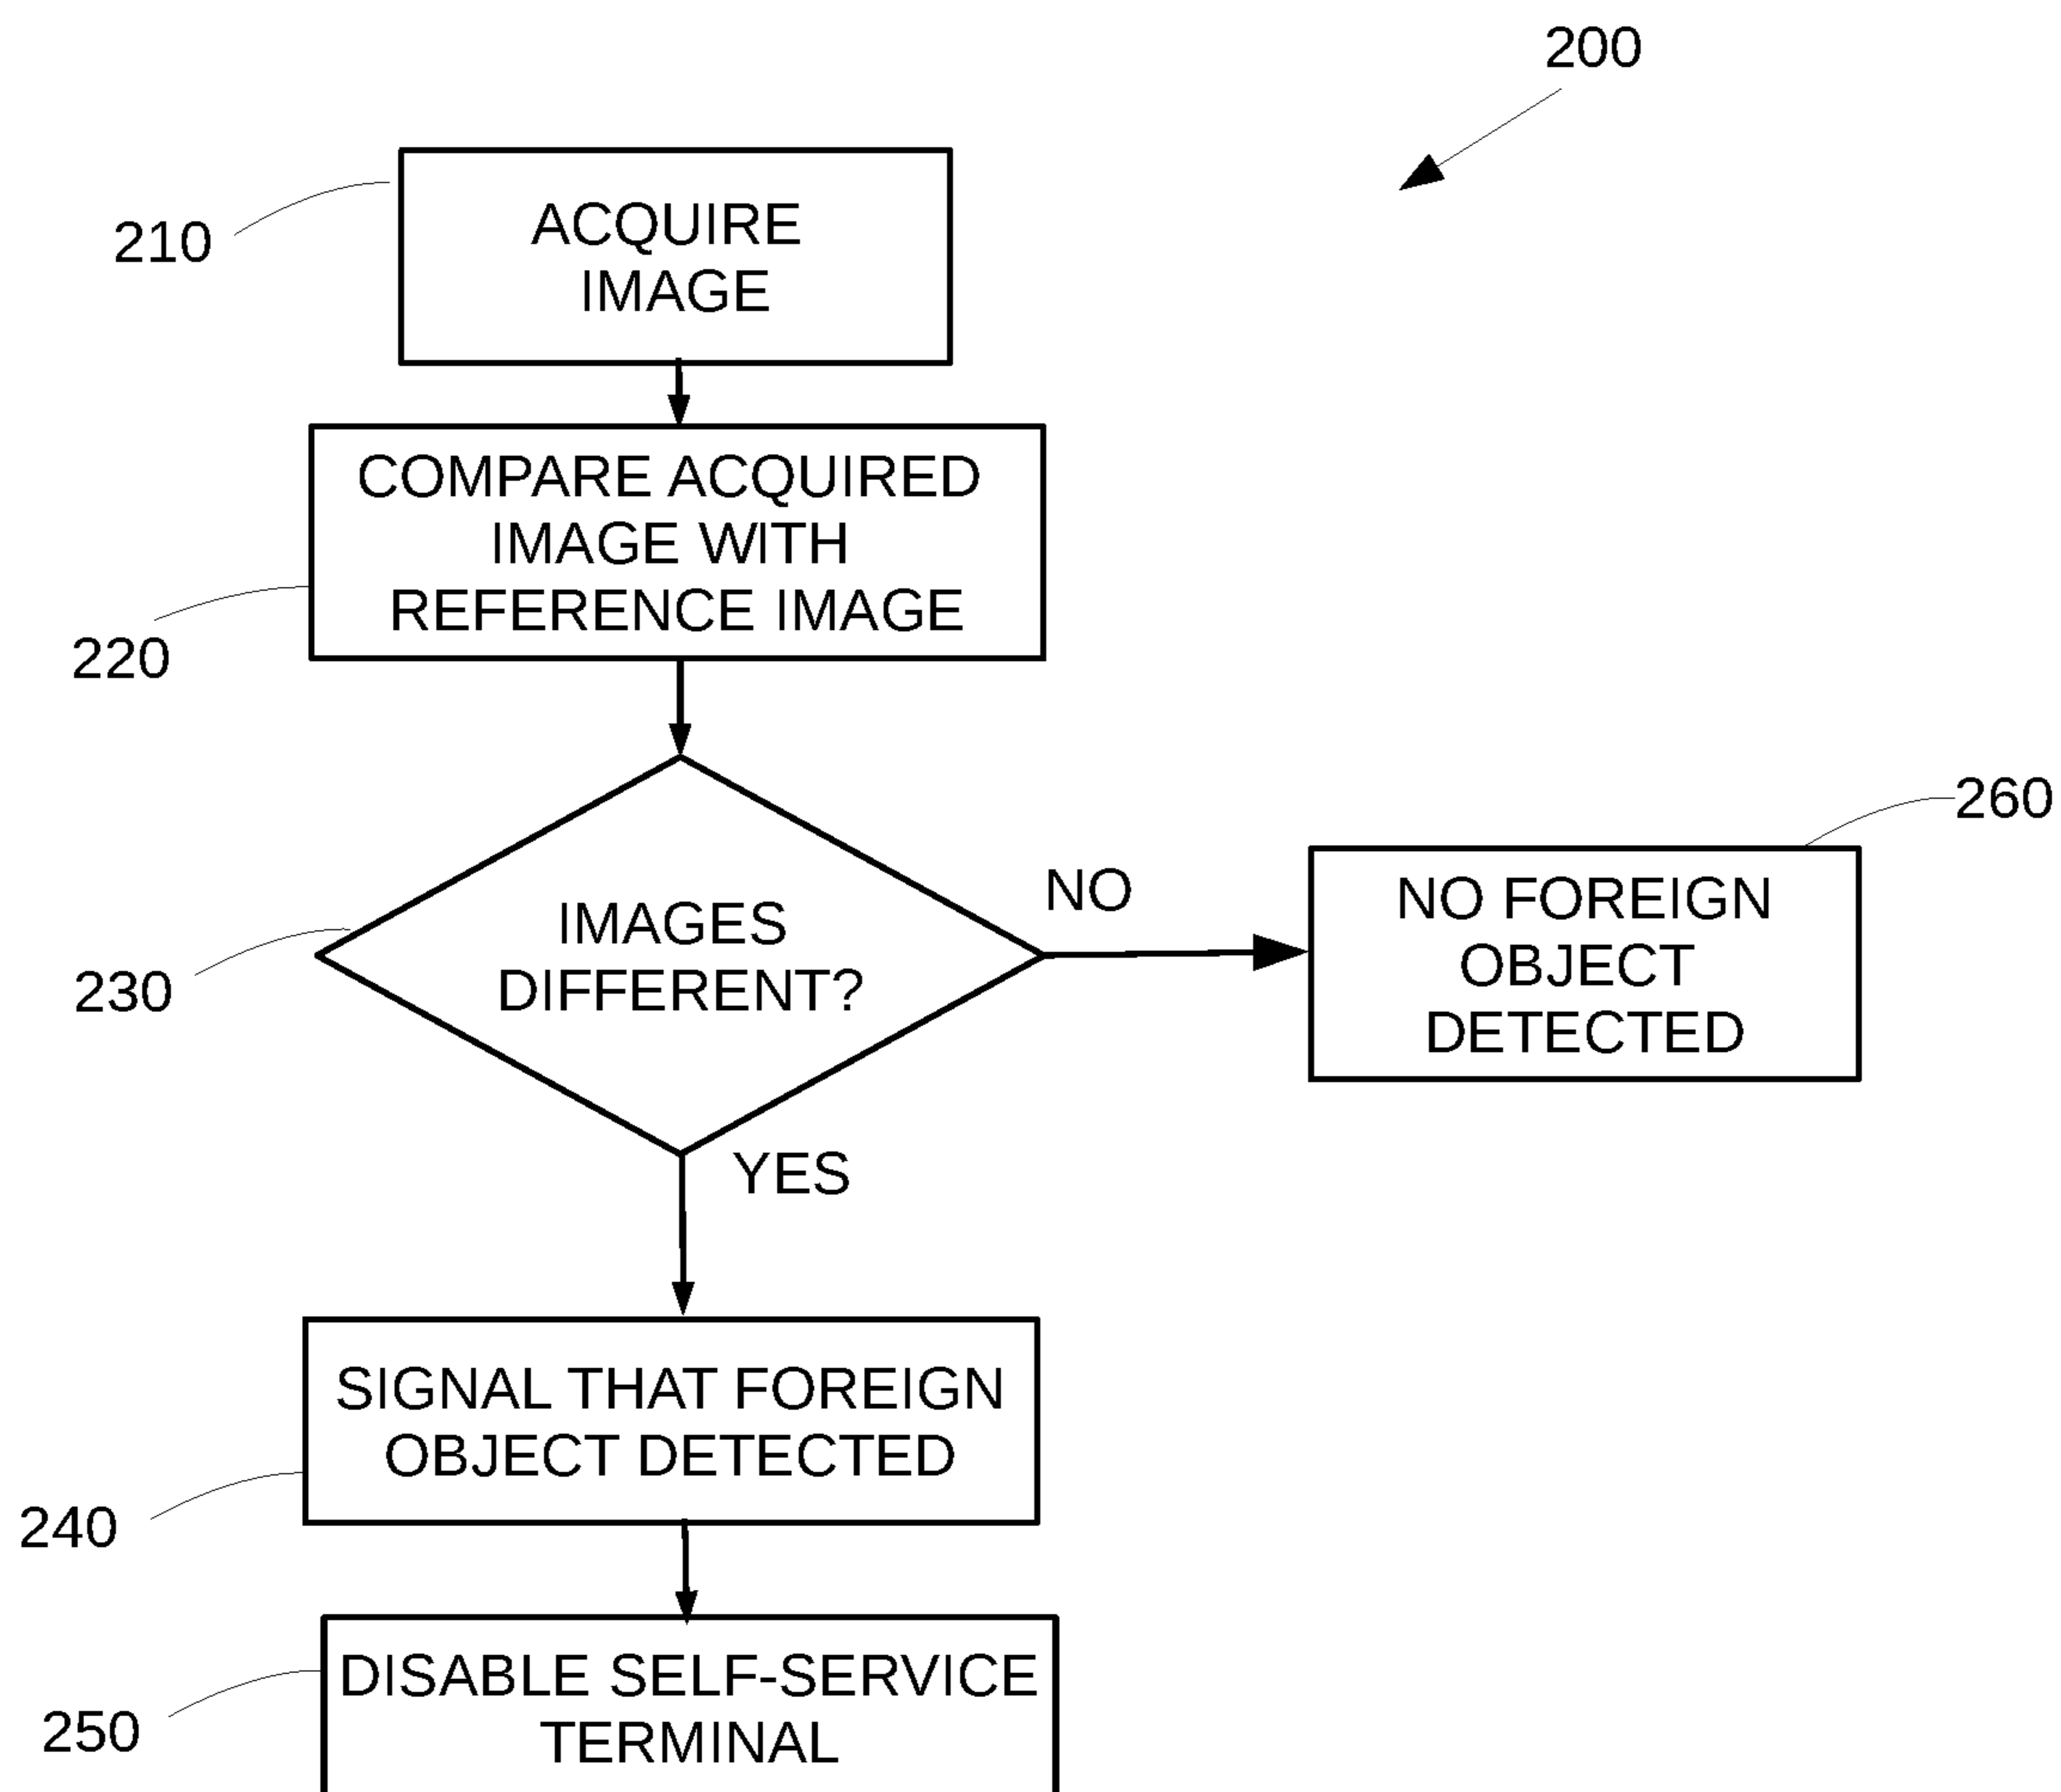 200
210
ACQUIRE
IMAGE
COMPARE ACQUIRED
IMAGE WITH
REFERENCE IMAGE
220
260
NO
NO FOREIGN
OBJECT
DETECTED
IMAGES
DIFFERENT?
230
YES
SIGNAL THAT FOREIGN
OBJECT DETECTED
240
DISABLE SELF-SERVICE
TERMINAL
250